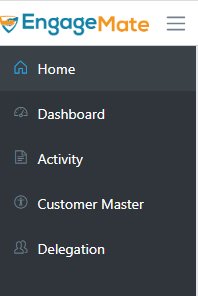 EngageMate
Home
Dashboard
Activity
Customer Master
Delegation